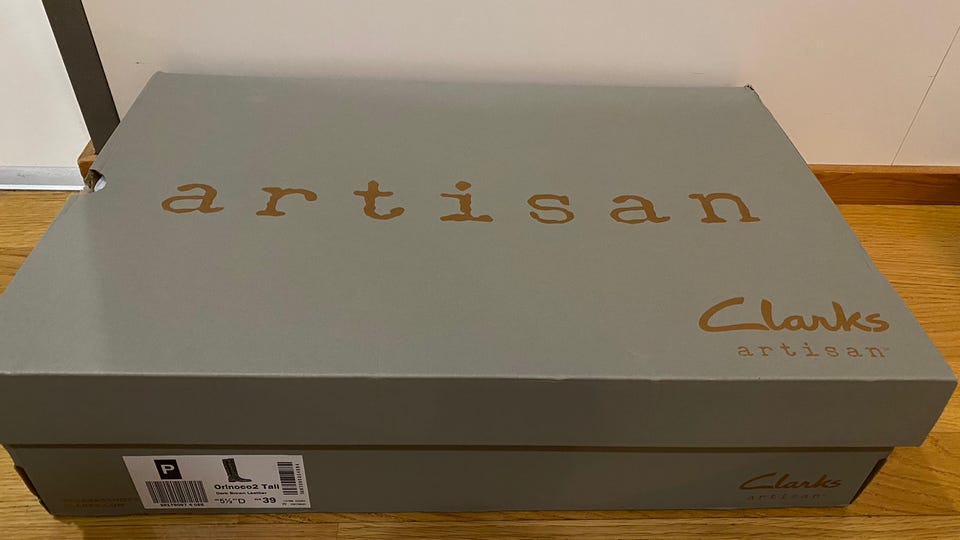 artisan
Clarks
artisan
P
Orinoco2 Tall
Dark Brown Leather
5½ D
39
Clarks
artisan